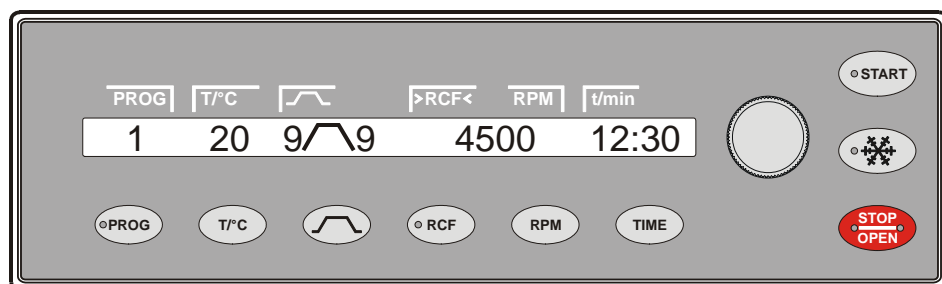 START
PROG T/°C >RCF< RPM t/min
1 20 9 9 4500 12:30
PROG T/°C RCF RPM TIME
STOP
OPEN